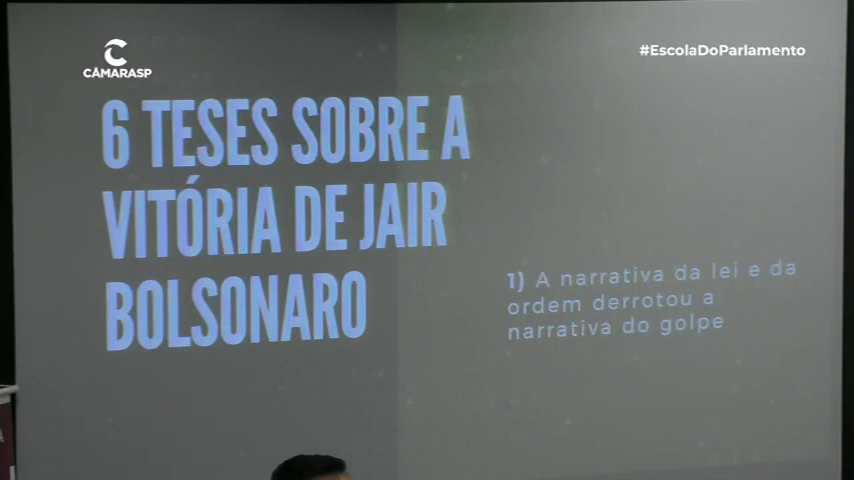 CÂMARASP
#EscolaDoParlamento
6 TESES SOBRE A
VITÓRIA DE JAIR
BOLSONARO
1) A narrativa da lei e da
ordem derrotou a
narrativa do golpe